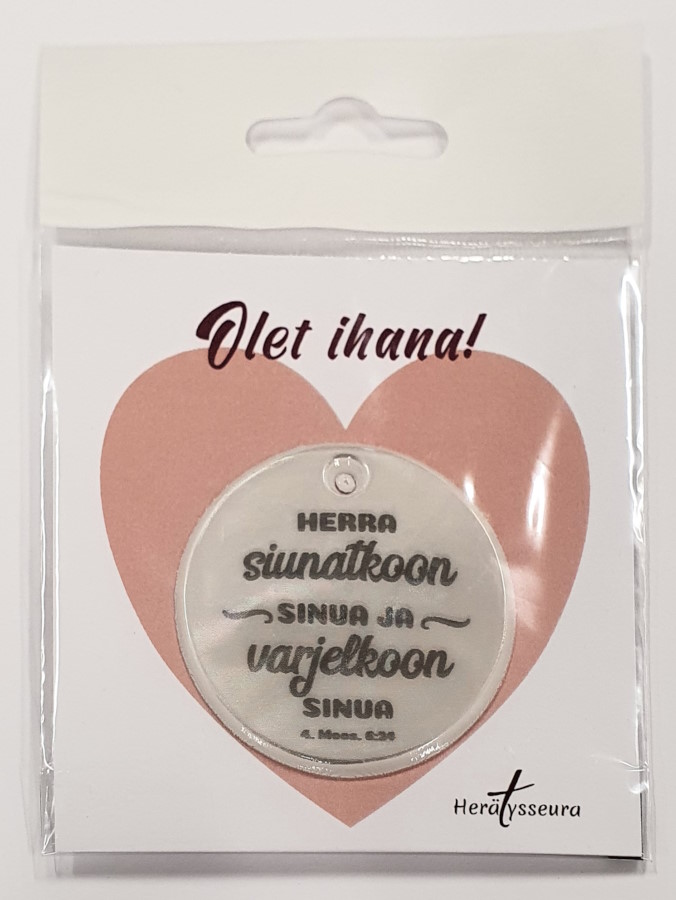 Olet ihana!
HERRA
siunatkoon
SINUA JA
varjelkoon
SINUA
4. Moos. 6:24
Herätysseura